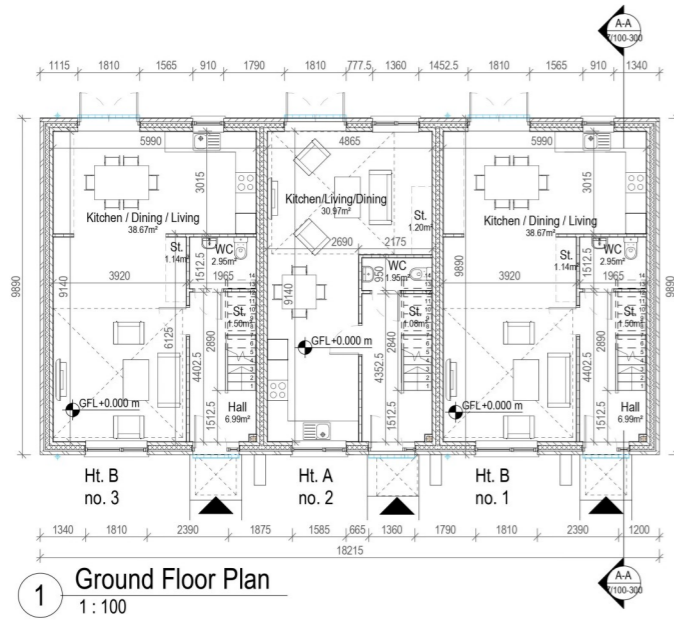 A-A
7/100-300
1115 1810 1565 910 1790 1810 777.5 1360 1452.5 1810 1565 910 1340
5990 4865 5990
3015 3015
Kitchen / Dining / Living
38.67m²
Kitchen/Living/Dining
30.97m²
Kitchen / Dining / Living
38.67m²
St.
1.14m²
WC
2.95m²
St.
1.20m²
St.
1.14m²
WC
2.95m²
2690 2175
WC
1.95m²
950
1512.5 1512.5
3920 1965 3920 1965
9890 9140 9140 9890 9890
St.
1.50m²
St.
1.08m²
St.
1.50m²
6125 2890 2840 2890
4402.5 4352.5 4402.5
GFL+0.000 m
GFL+0.000 m
GFL+0.000 m
1512.5 1512.5 1512.5
Hall
6.99m²
Hall
6.99m²
Ht. B
no. 3
Ht. A
no. 2
Ht. B
no. 1
1340 1810 2390 1875 1585 665 1360 1790 1810 2390 1200
18215
A-A
7/100-300
1 Ground Floor Plan
1 : 100